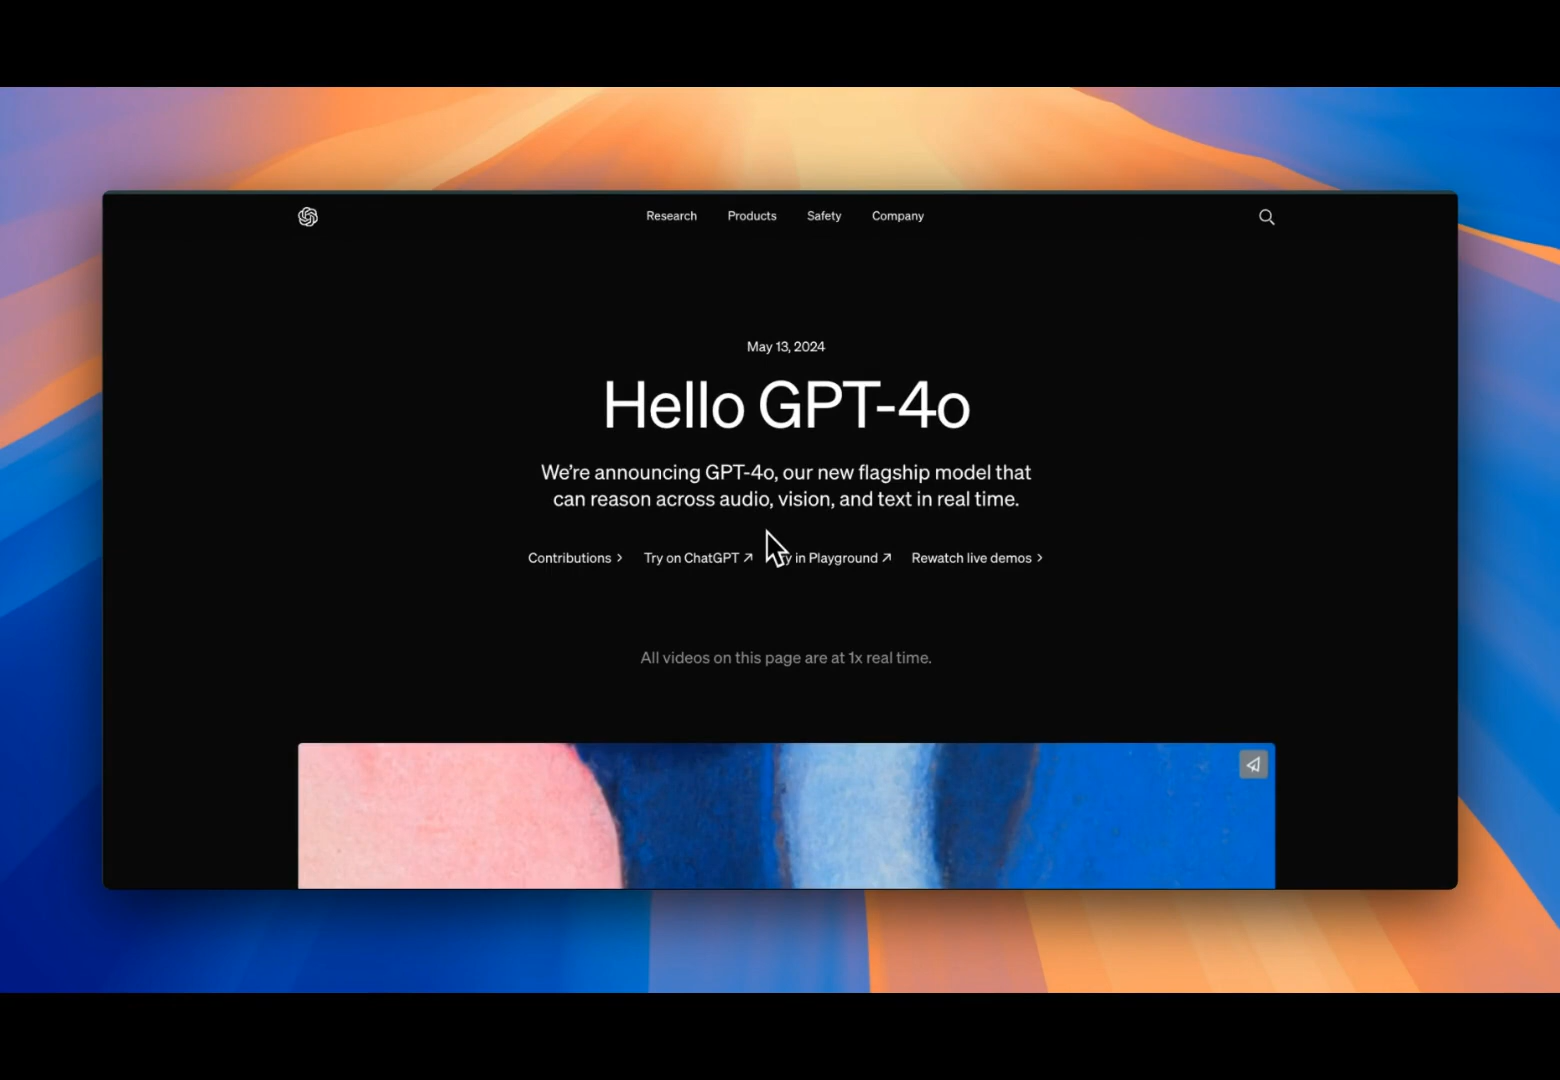 Research Products Safety Company
May 13, 2024
Hello GPT-4o
We're announcing GPT-4o, our new flagship model that
can reason across audio, vision, and text in real time.
Contributions > Try on ChatGPT ↗ y in Playground ↗ Rewatch live demos >
All videos on this page are at 1x real time.